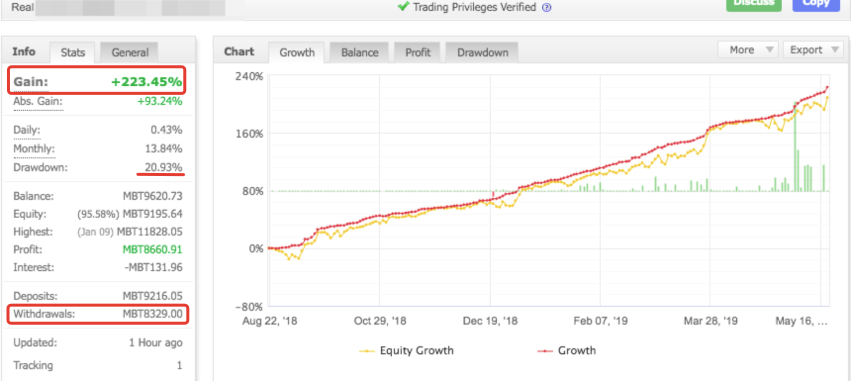 Real
Trading Privileges Verified
Discuss
Copy
Info Stats General
Gain: +223.45%
Abs. Gain: +93.24%
Daily: 0.43%
Monthly: 13.84%
Drawdown: 20.93%
Balance: MBT9620.73
Equity: (95.58%) MBT9195.64
Highest: (Jan 09) MBT11828.05
Profit: MBT8660.91
Interest: -MBT131.96
Deposits: MBT9216.05
Withdrawals: MBT8329.00
Updated: 1 Hour ago
Tracking 1
Chart Growth Balance Profit Drawdown More Export
240%
160%
80%
0%
-80%
Aug 22, '18 Oct 29, '18 Dec 19, '18 Feb 07, '19 Mar 28, '19 May 16, ...
Equity Growth Growth